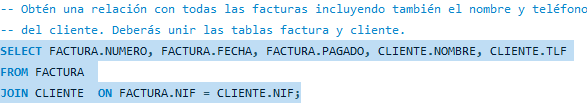 -- Obtén una relación con todas las facturas incluyendo también el nombre y teléfono
-- del cliente. Deberás unir las tablas factura y cliente.
SELECT FACTURA.NUMERO, FACTURA.FECHA, FACTURA.PAGADO, CLIENTE.NOMBRE, CLIENTE.TLF
FROM FACTURA
JOIN CLIENTE  ON FACTURA.NIF = CLIENTE.NIF;